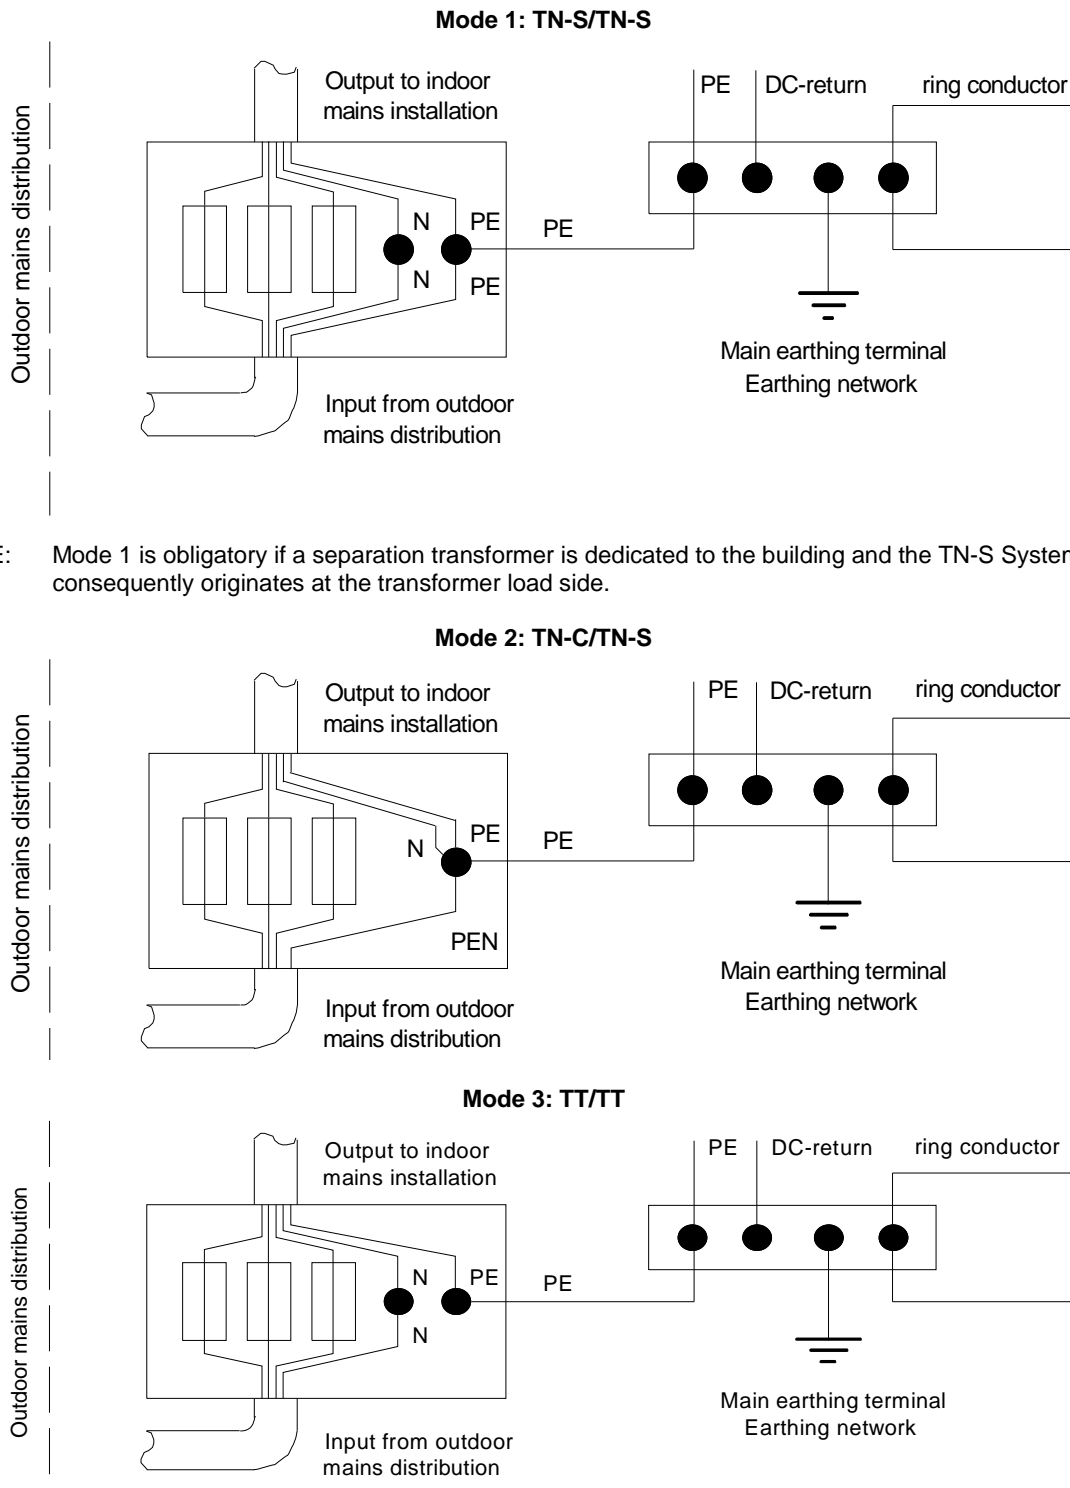 Mode 1: TN-S/TN-S
Outdoor mains distribution
Output to indoor
mains installation
PE
DC-return
ring conductor
N
PE
PE
N
PE
Main earthing terminal
Earthing network
Input from outdoor
mains distribution
E: Mode 1 is obligatory if a separation transformer is dedicated to the building and the TN-S System
consequently originates at the transformer load side.
Mode 2: TN-C/TN-S
Outdoor mains distribution
Output to indoor
mains installation
PE
DC-return
ring conductor
N
PE
PE
PEN
Main earthing terminal
Earthing network
Input from outdoor
mains distribution
Mode 3: TT/TT
Outdoor mains distribution
Output to indoor
mains installation
PE
DC-return
ring conductor
N
PE
PE
N
Main earthing terminal
Earthing network
Input from outdoor
mains distribution